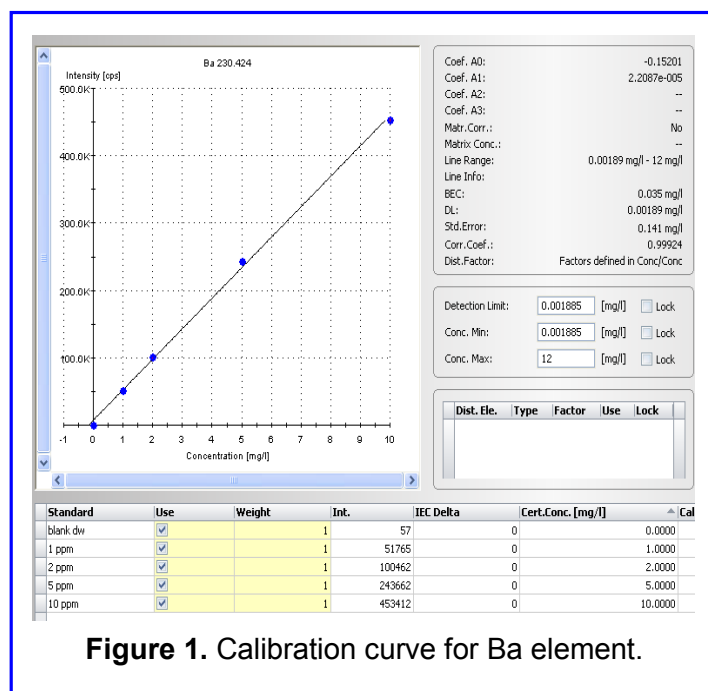 Ba 230.424
Intensity [cps]
500.0K
400.0K
300.0K
200.0K
100.0K
-1 0 1 2 3 4 5 6 7 8 9 10
Concentration [mg/l]
Coef. A0: -0.15201
Coef. A1: 2.2087e-005
Coef. A2: --
Coef. A3: --
Matr.Corr.: No
Matrix Conc.: --
Line Range: 0.00189 mg/l - 12 mg/l
Line Info:
BEC: 0.035 mg/l
DL: 0.00189 mg/l
Std.Error: 0.141 mg/l
Corr.Coef.: 0.99924
Dist.Factor: Factors defined in Conc/Conc
Detection Limit: 0.001885 [mg/l] Lock
Conc. Min: 0.001885 [mg/l] Lock
Conc. Max: 12 [mg/l] Lock
Dist. Ele. Type Factor Use Lock
Standard Use Weight Int. IEC Delta Cert.Conc. [mg/l] Cal
blank dw 1 57 0 0.0000
1 ppm 1 51765 0 1.0000
2 ppm 1 100462 0 2.0000
5 ppm 1 243662 0 5.0000
10 ppm 1 453412 0 10.0000
Figure 1. Calibration curve for Ba element.